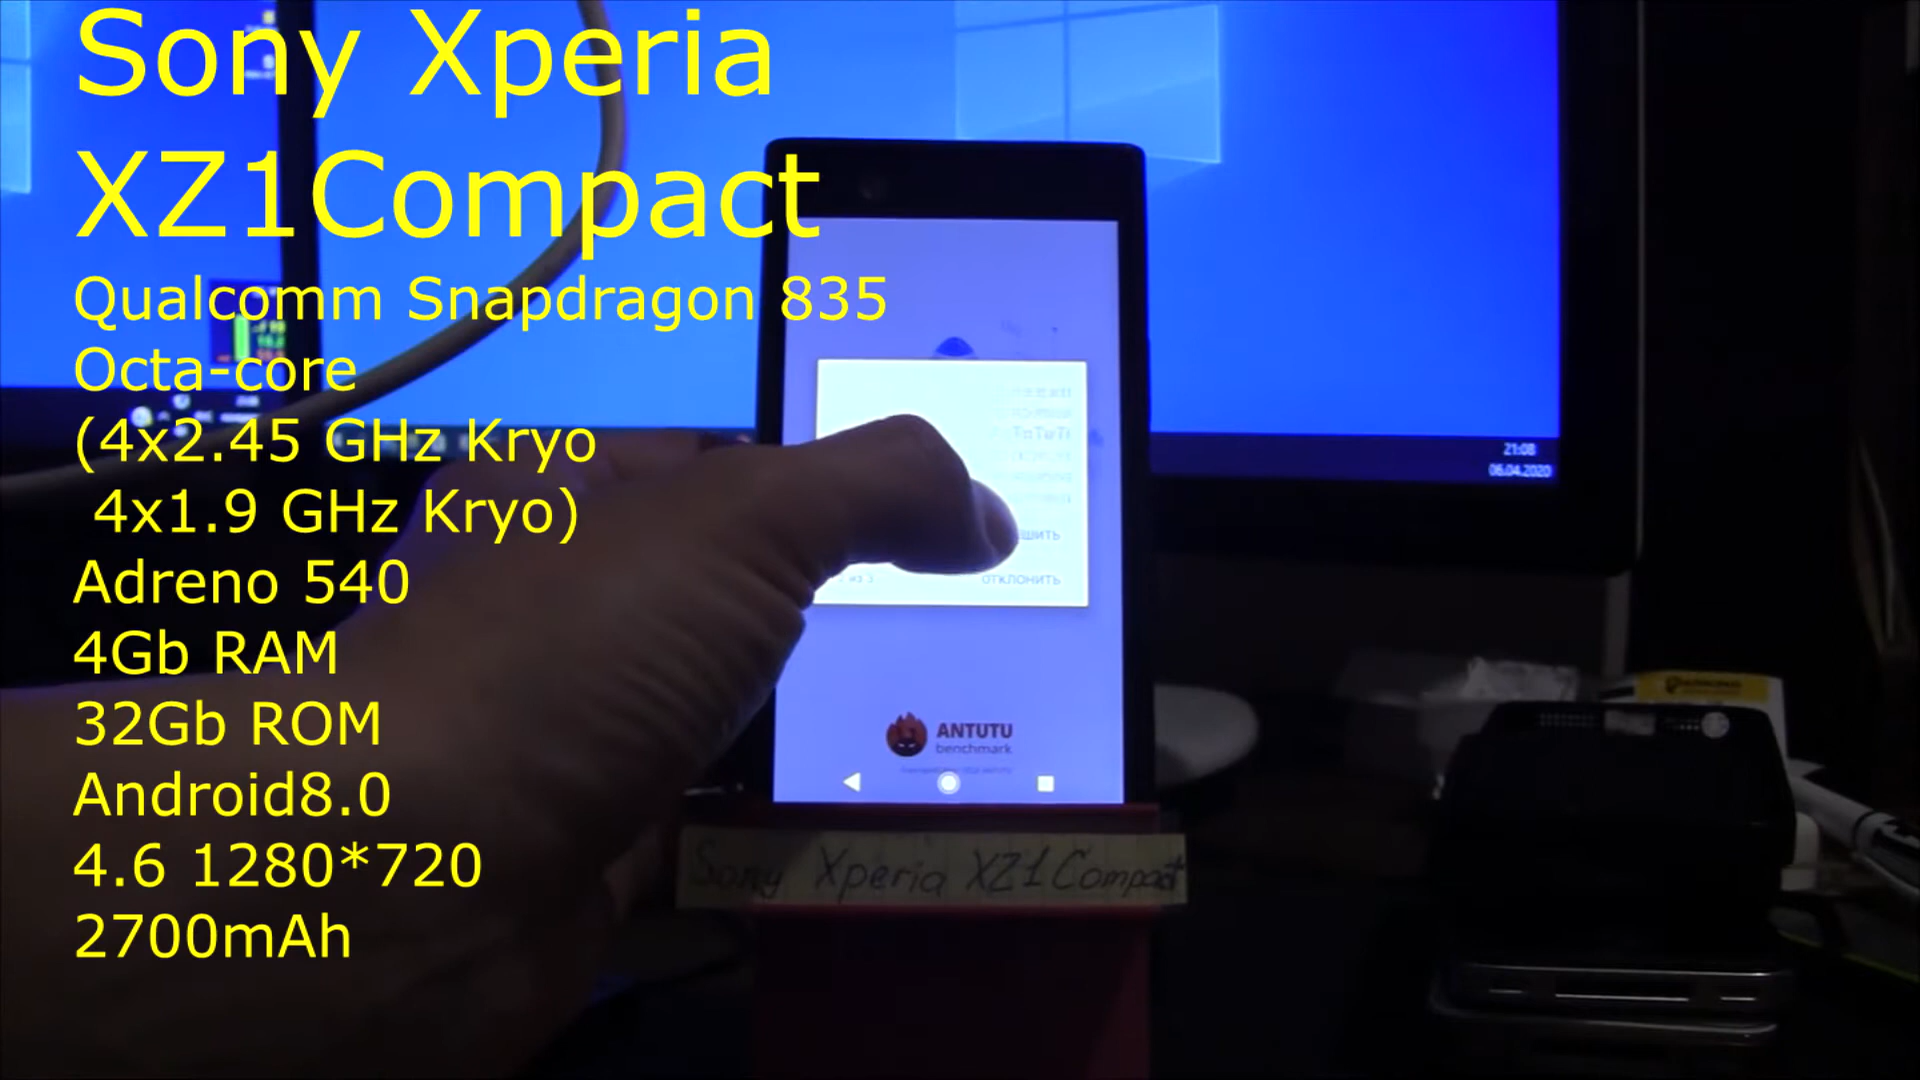 Sony Xperia
XZ1Compact
Qualcomm Snapdragon 835
Octa-core
(4x2.45 GHz Kryo
4x1.9 GHz Kryo)
Adreno 540
4Gb RAM
32Gb ROM
Android8.0
4.6 1280*720
2700mAh
21:08
06.04.2020
ОТКЛОНИТЬ
ANTUTU
benchmark
Sony Xperia XZ1Compact